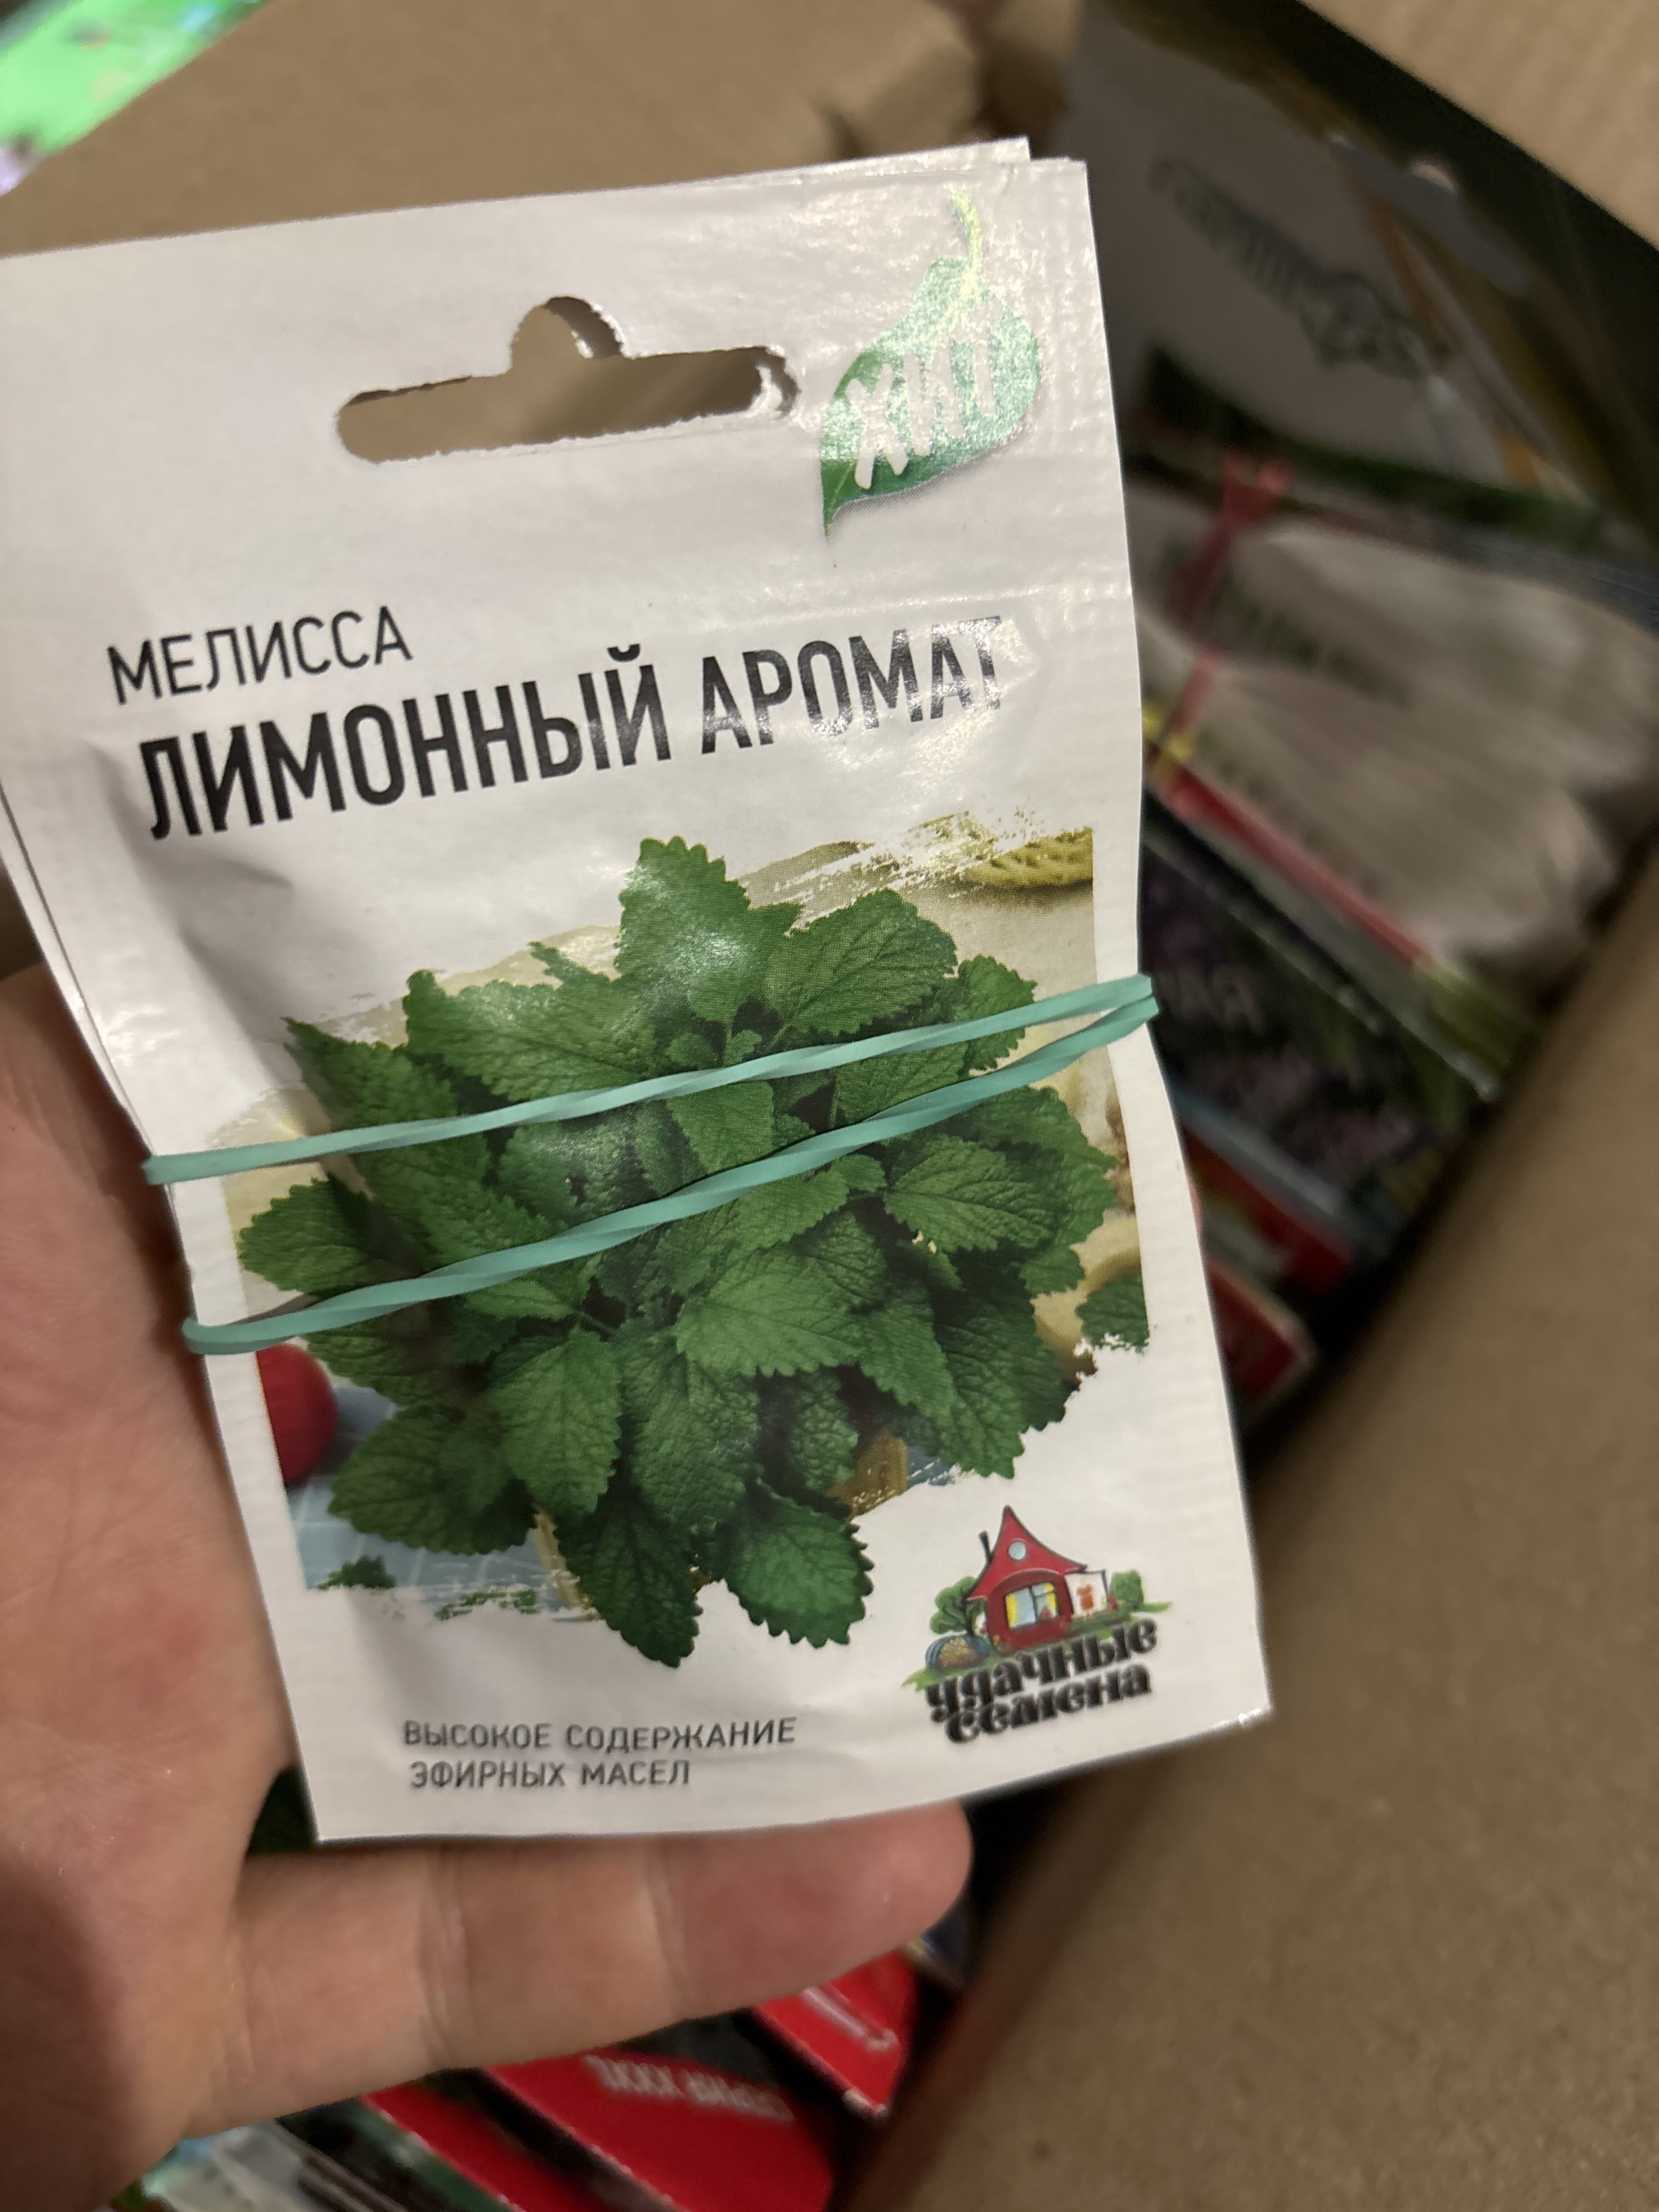 ХИТ
МЕЛИССА
ЛИМОННЫЙ АРОМАТ
удачные
семена
ВЫСОКОЕ СОДЕРЖАНИЕ
ЭФИРНЫХ МАСЕЛ